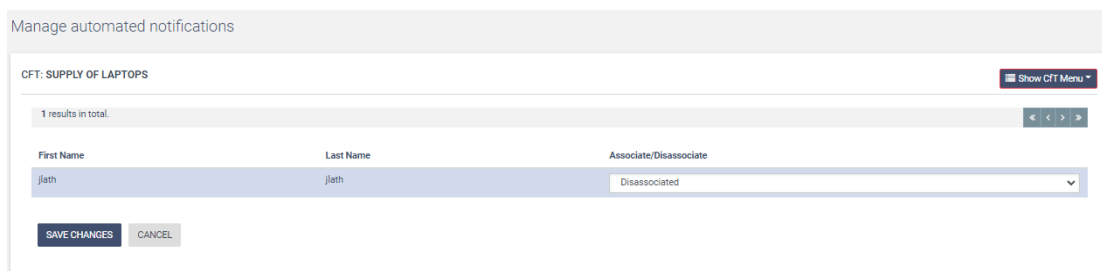 Manage automated notifications
CFT: SUPPLY OF LAPTOPS
Show CfT Menu
1 results in total.
« < > »
First Name Last Name Associate/Disassociate
jlath jlath Disassociated
SAVE CHANGES CANCEL